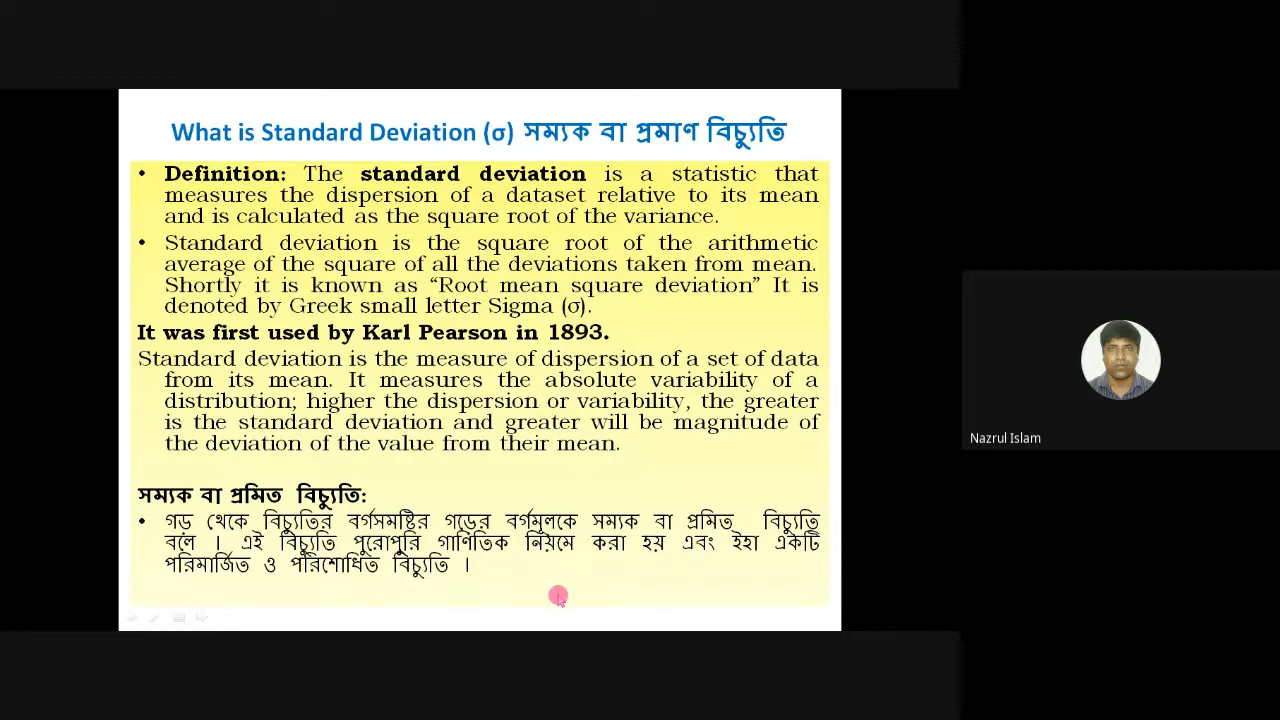 What is Standard Deviation (σ) সম্যক বা প্রমাণ বিচ্যুতি
• Definition: The standard deviation is a statistic that
measures the dispersion of a dataset relative to its mean
and is calculated as the square root of the variance.
• Standard deviation is the square root of the arithmetic
average of the square of all the deviations taken from mean.
Shortly it is known as “Root mean square deviation” It is
denoted by Greek small letter Sigma (σ).
It was first used by Karl Pearson in 1893.
Standard deviation is the measure of dispersion of a set of data
from its mean. It measures the absolute variability of a
distribution; higher the dispersion or variability, the greater
is the standard deviation and greater will be magnitude of
the deviation of the value from their mean.
সম্যক বা প্রমিত বিচ্যুতি:
• গড় থেকে বিচ্যুতির বর্গসমষ্টির গড়ের বর্গমূলকে সম্যক বা প্রমিত বিচ্যুতি
বলে । এই বিচ্যুতি পুরোপুরি গাণিতিক নিয়মে করা হয় এবং ইহা একটি
পরিমার্জিত ও পরিশোধিত বিচ্যুতি ।
Nazrul Islam